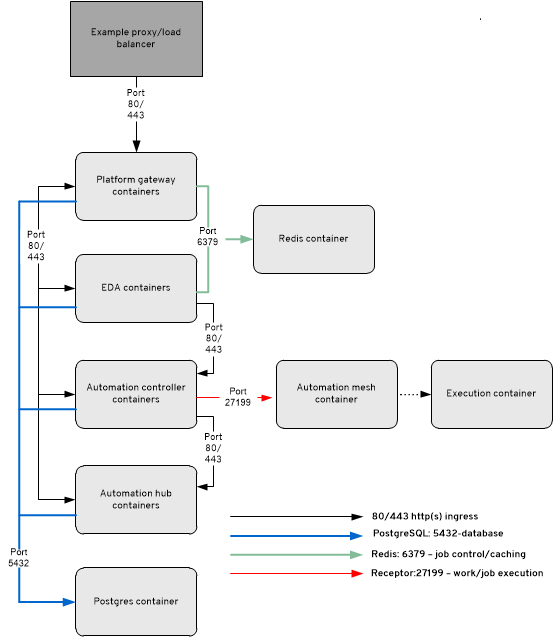 Example proxy/load
balancer
Port
80/
443
Platform gateway
containers
Port
80/
443
Port
6379
Redis container
EDA containers
Port
80/
443
Automation controller
containers
Port
27199
Automation mesh
container
Execution container
Port
80/
443
Automation hub
containers
80/443 http(s) ingress
PostgreSQL: 5432-database
Redis: 6379 – job control/caching
Receptor:27199 – work/job execution
Port
5432
Postgres container